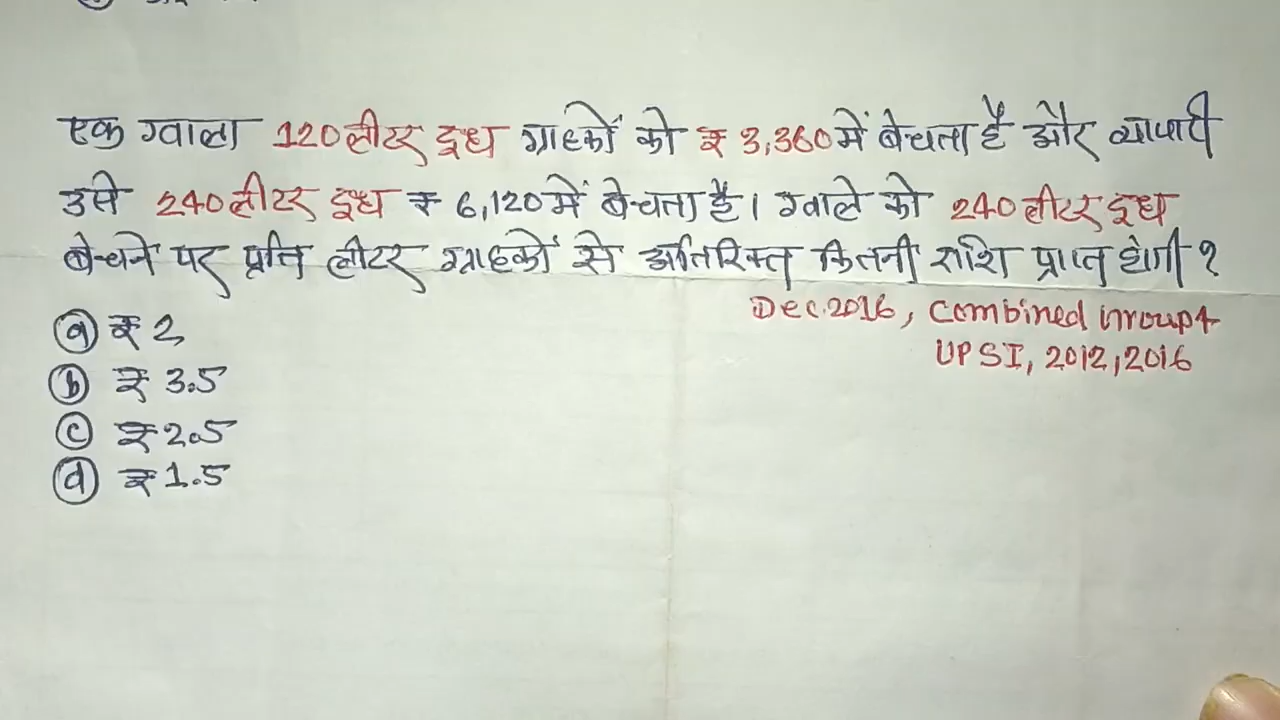 एक ग्वाला 120 लीटर दूध ग्राहकों को ₹ 3,360 में बेचता है और व्यापारी
उसे 240 लीटर दूध ₹ 6,120 में बेचता है। ग्वाले को 240 लीटर दूध
बेचने पर प्रति लीटर ग्राहकों से अतिरिक्त कितनी राशि प्राप्त होगी ?
Dec. 2016, Combined Group
UPSI, 2012, 2016
(a) ₹ 2
(b) ₹ 3.5
(c) ₹ 2.5
(d) ₹ 1.5